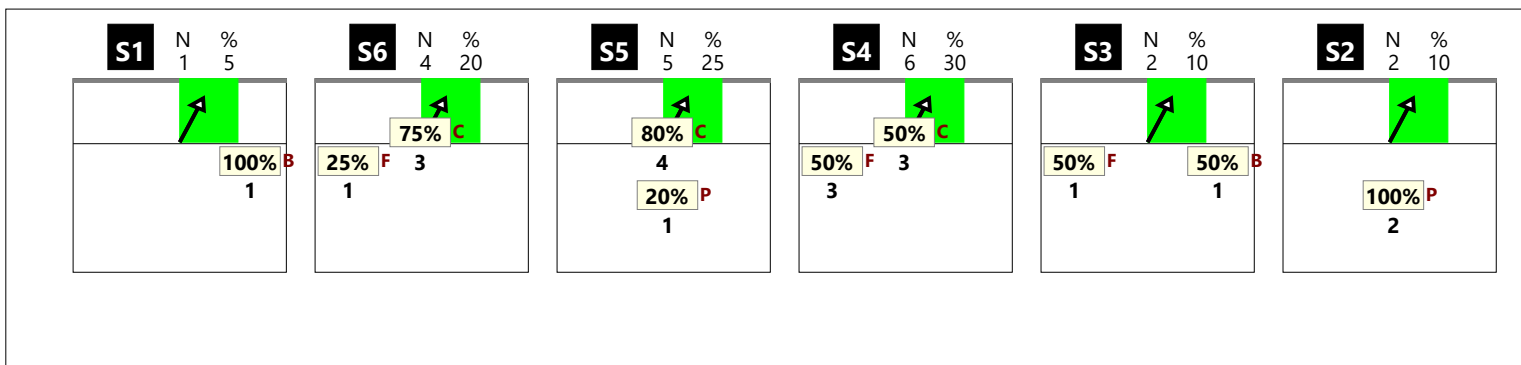 S1 N % 1 5
100% B
1
S6 N % 4 20
75% C
3
25% F
1
S5 N % 5 25
80% C
4
20% P
1
S4 N % 6 30
50% C
3
50% F
3
S3 N % 2 10
50% F
1
50% B
1
S2 N % 2 10
100% P
2